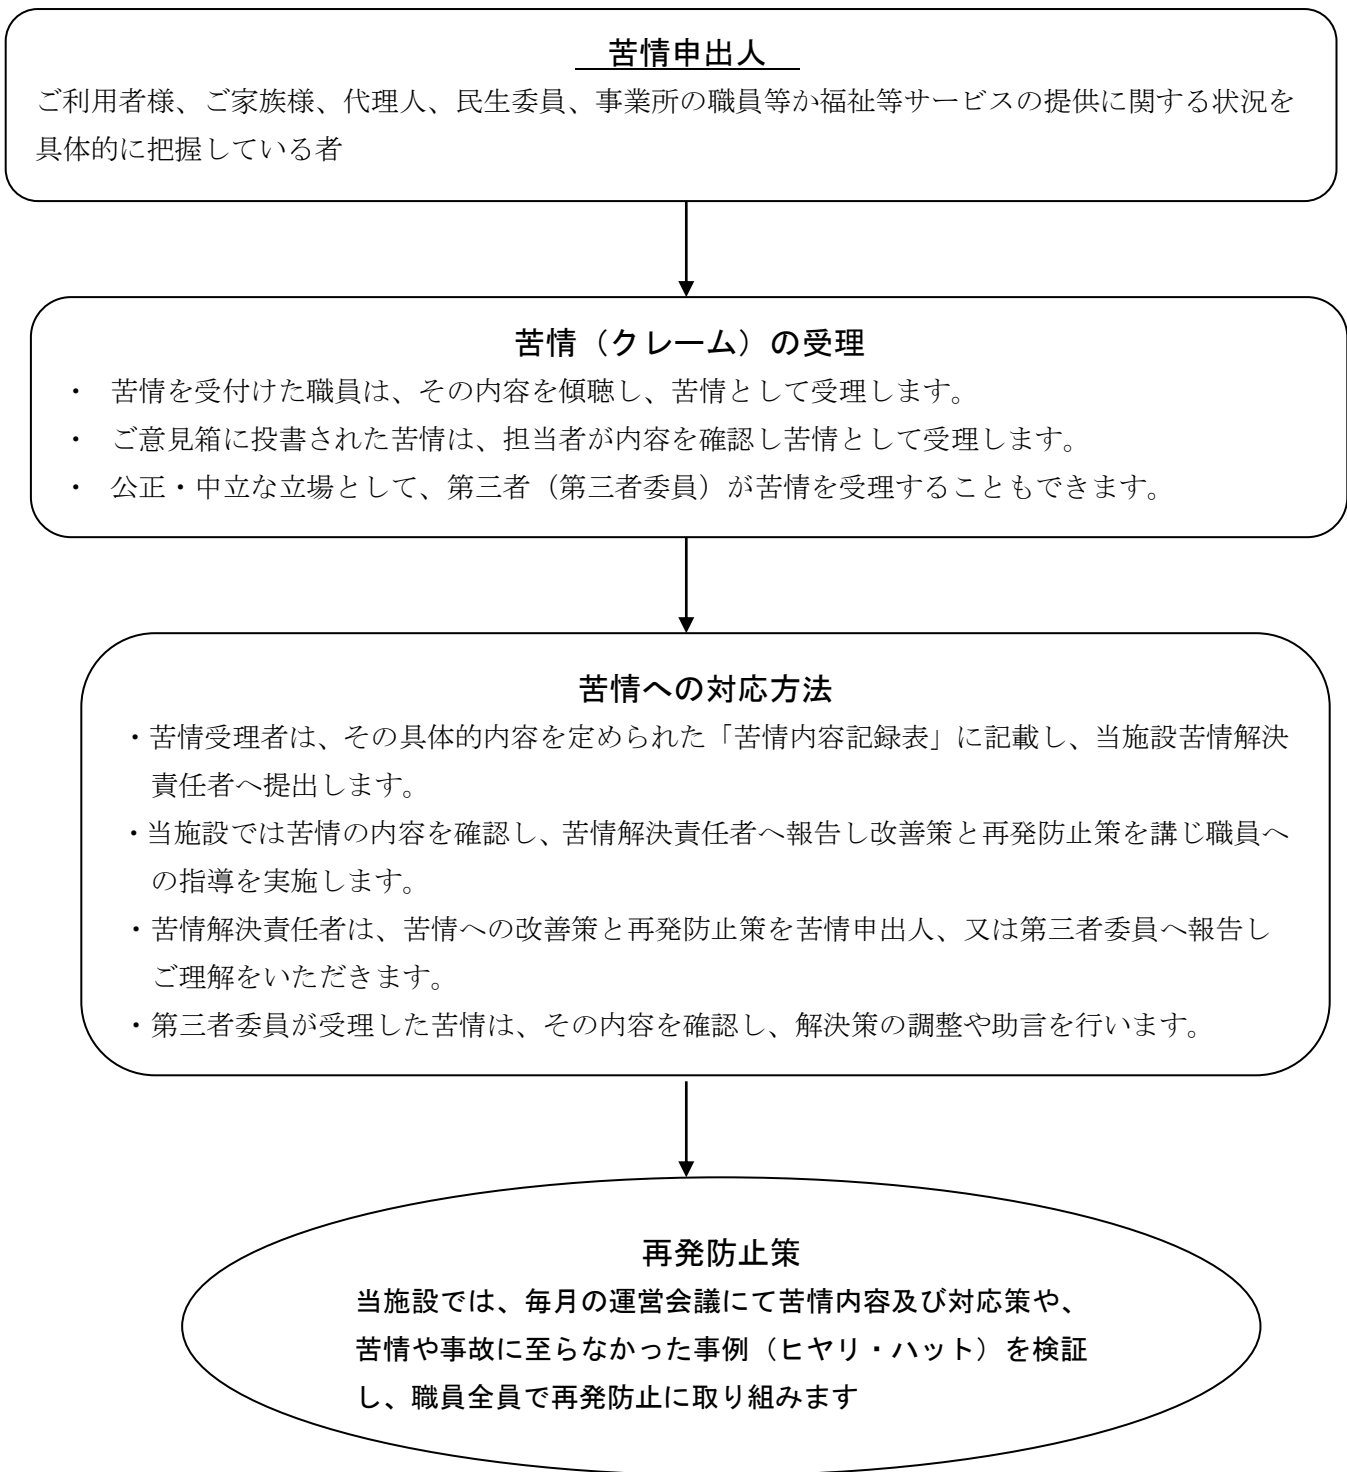 苦情申出人
ご利用者様、ご家族様、代理人、民生委員、事業所の職員等か福祉等サービスの提供に関する状況を
具体的に把握している者
苦情（クレーム）の受理
・ 苦情を受付けた職員は、その内容を傾聴し、苦情として受理します。
・ ご意見箱に投書された苦情は、担当者が内容を確認し苦情として受理します。
・ 公正・中立な立場として、第三者（第三者委員）が苦情を受理することもできます。
苦情への対応方法
・苦情受理者は、その具体的内容を定められた「苦情内容記録表」に記載し、当施設苦情解決
責任者へ提出します。
・当施設では苦情の内容を確認し、苦情解決責任者へ報告し改善策と再発防止策を講じ職員へ
の指導を実施します。
・苦情解決責任者は、苦情への改善策と再発防止策を苦情申出人、又は第三者委員へ報告し
ご理解をいただきます。
・第三者委員が受理した苦情は、その内容を確認し、解決策の調整や助言を行います。
再発防止策
当施設では、毎月の運営会議にて苦情内容及び対応策や、
苦情や事故に至らなかった事例（ヒヤリ・ハット）を検証
し、職員全員で再発防止に取り組みます